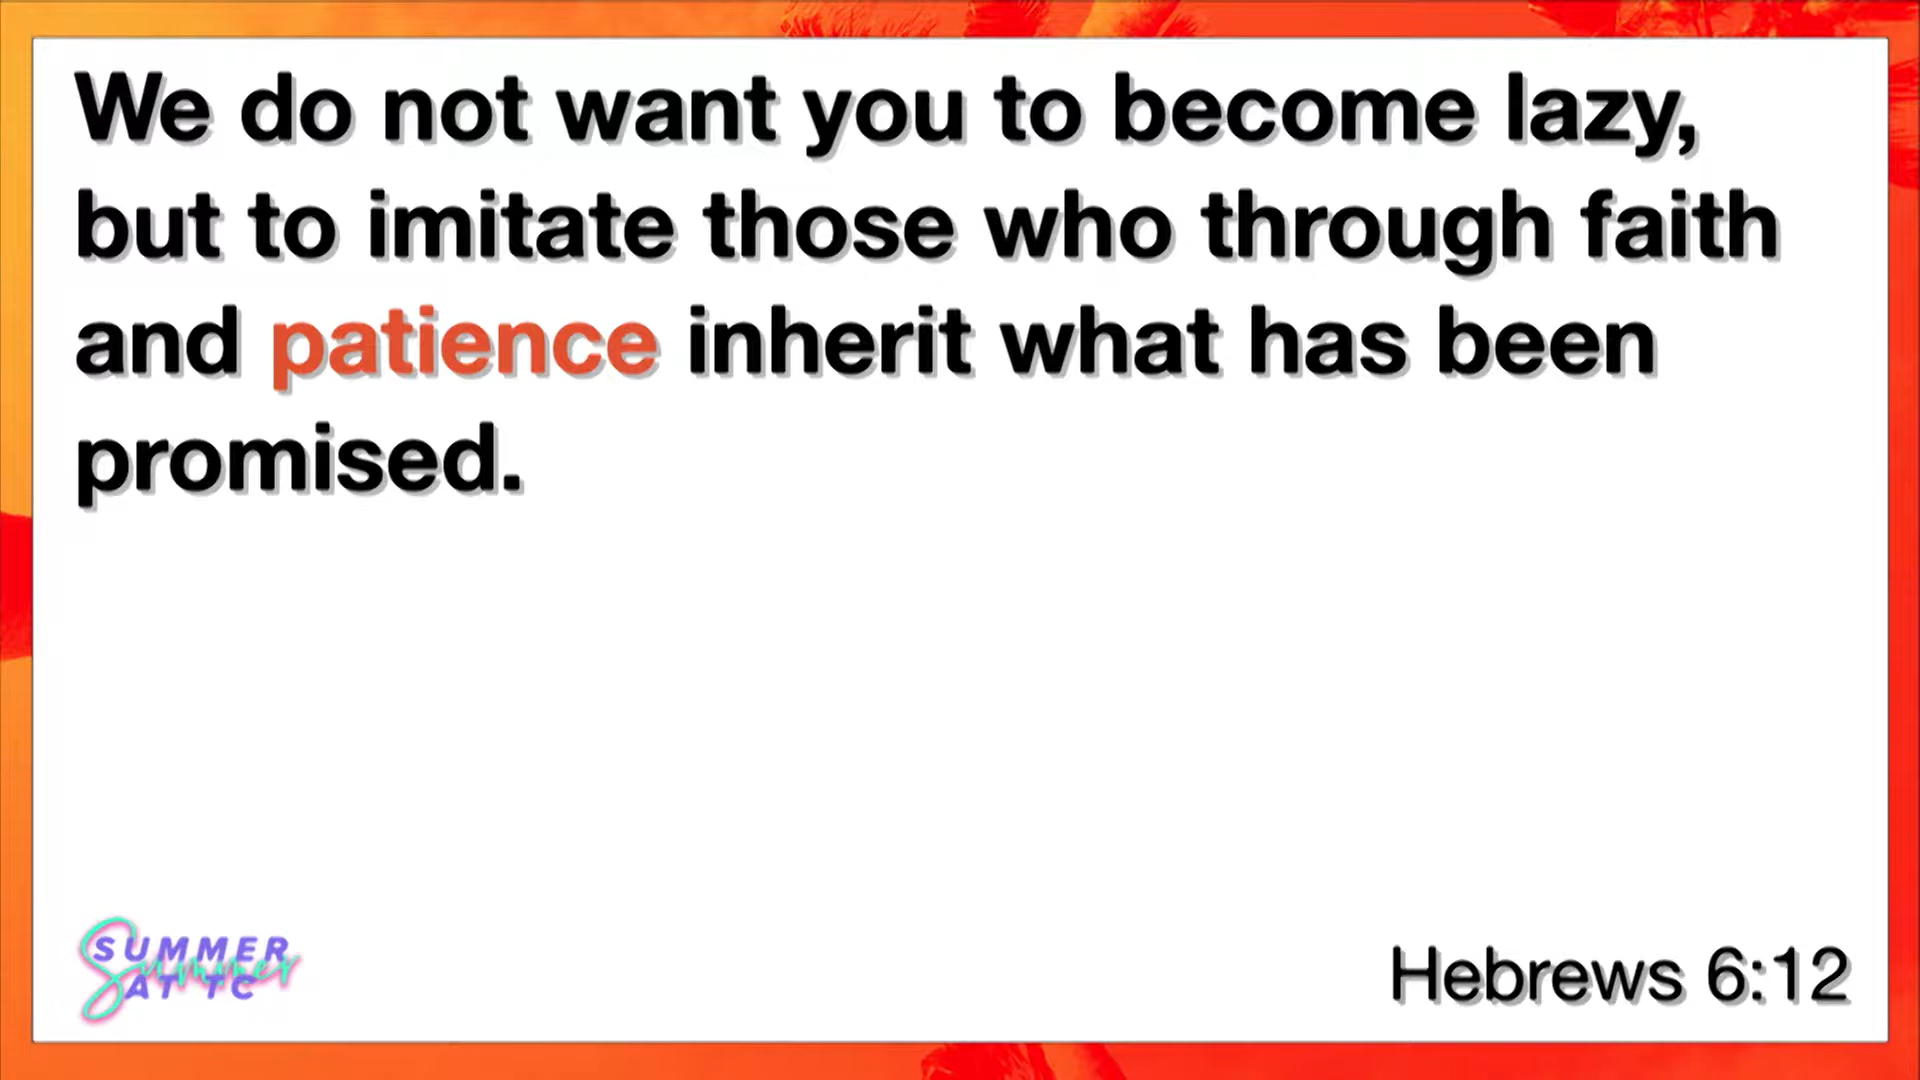 We do not want you to become lazy,
but to imitate those who through faith
and patience inherit what has been
promised.
SUMMER
Summer
AT TC
Hebrews 6:12